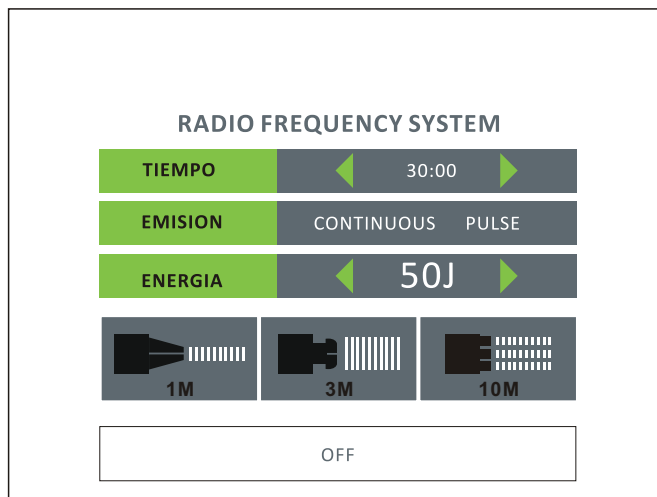 RADIO FREQUENCY SYSTEM
TIEMPO 30:00
EMISION CONTINUOUS PULSE
ENERGIA 50J
1M 3M 10M
OFF